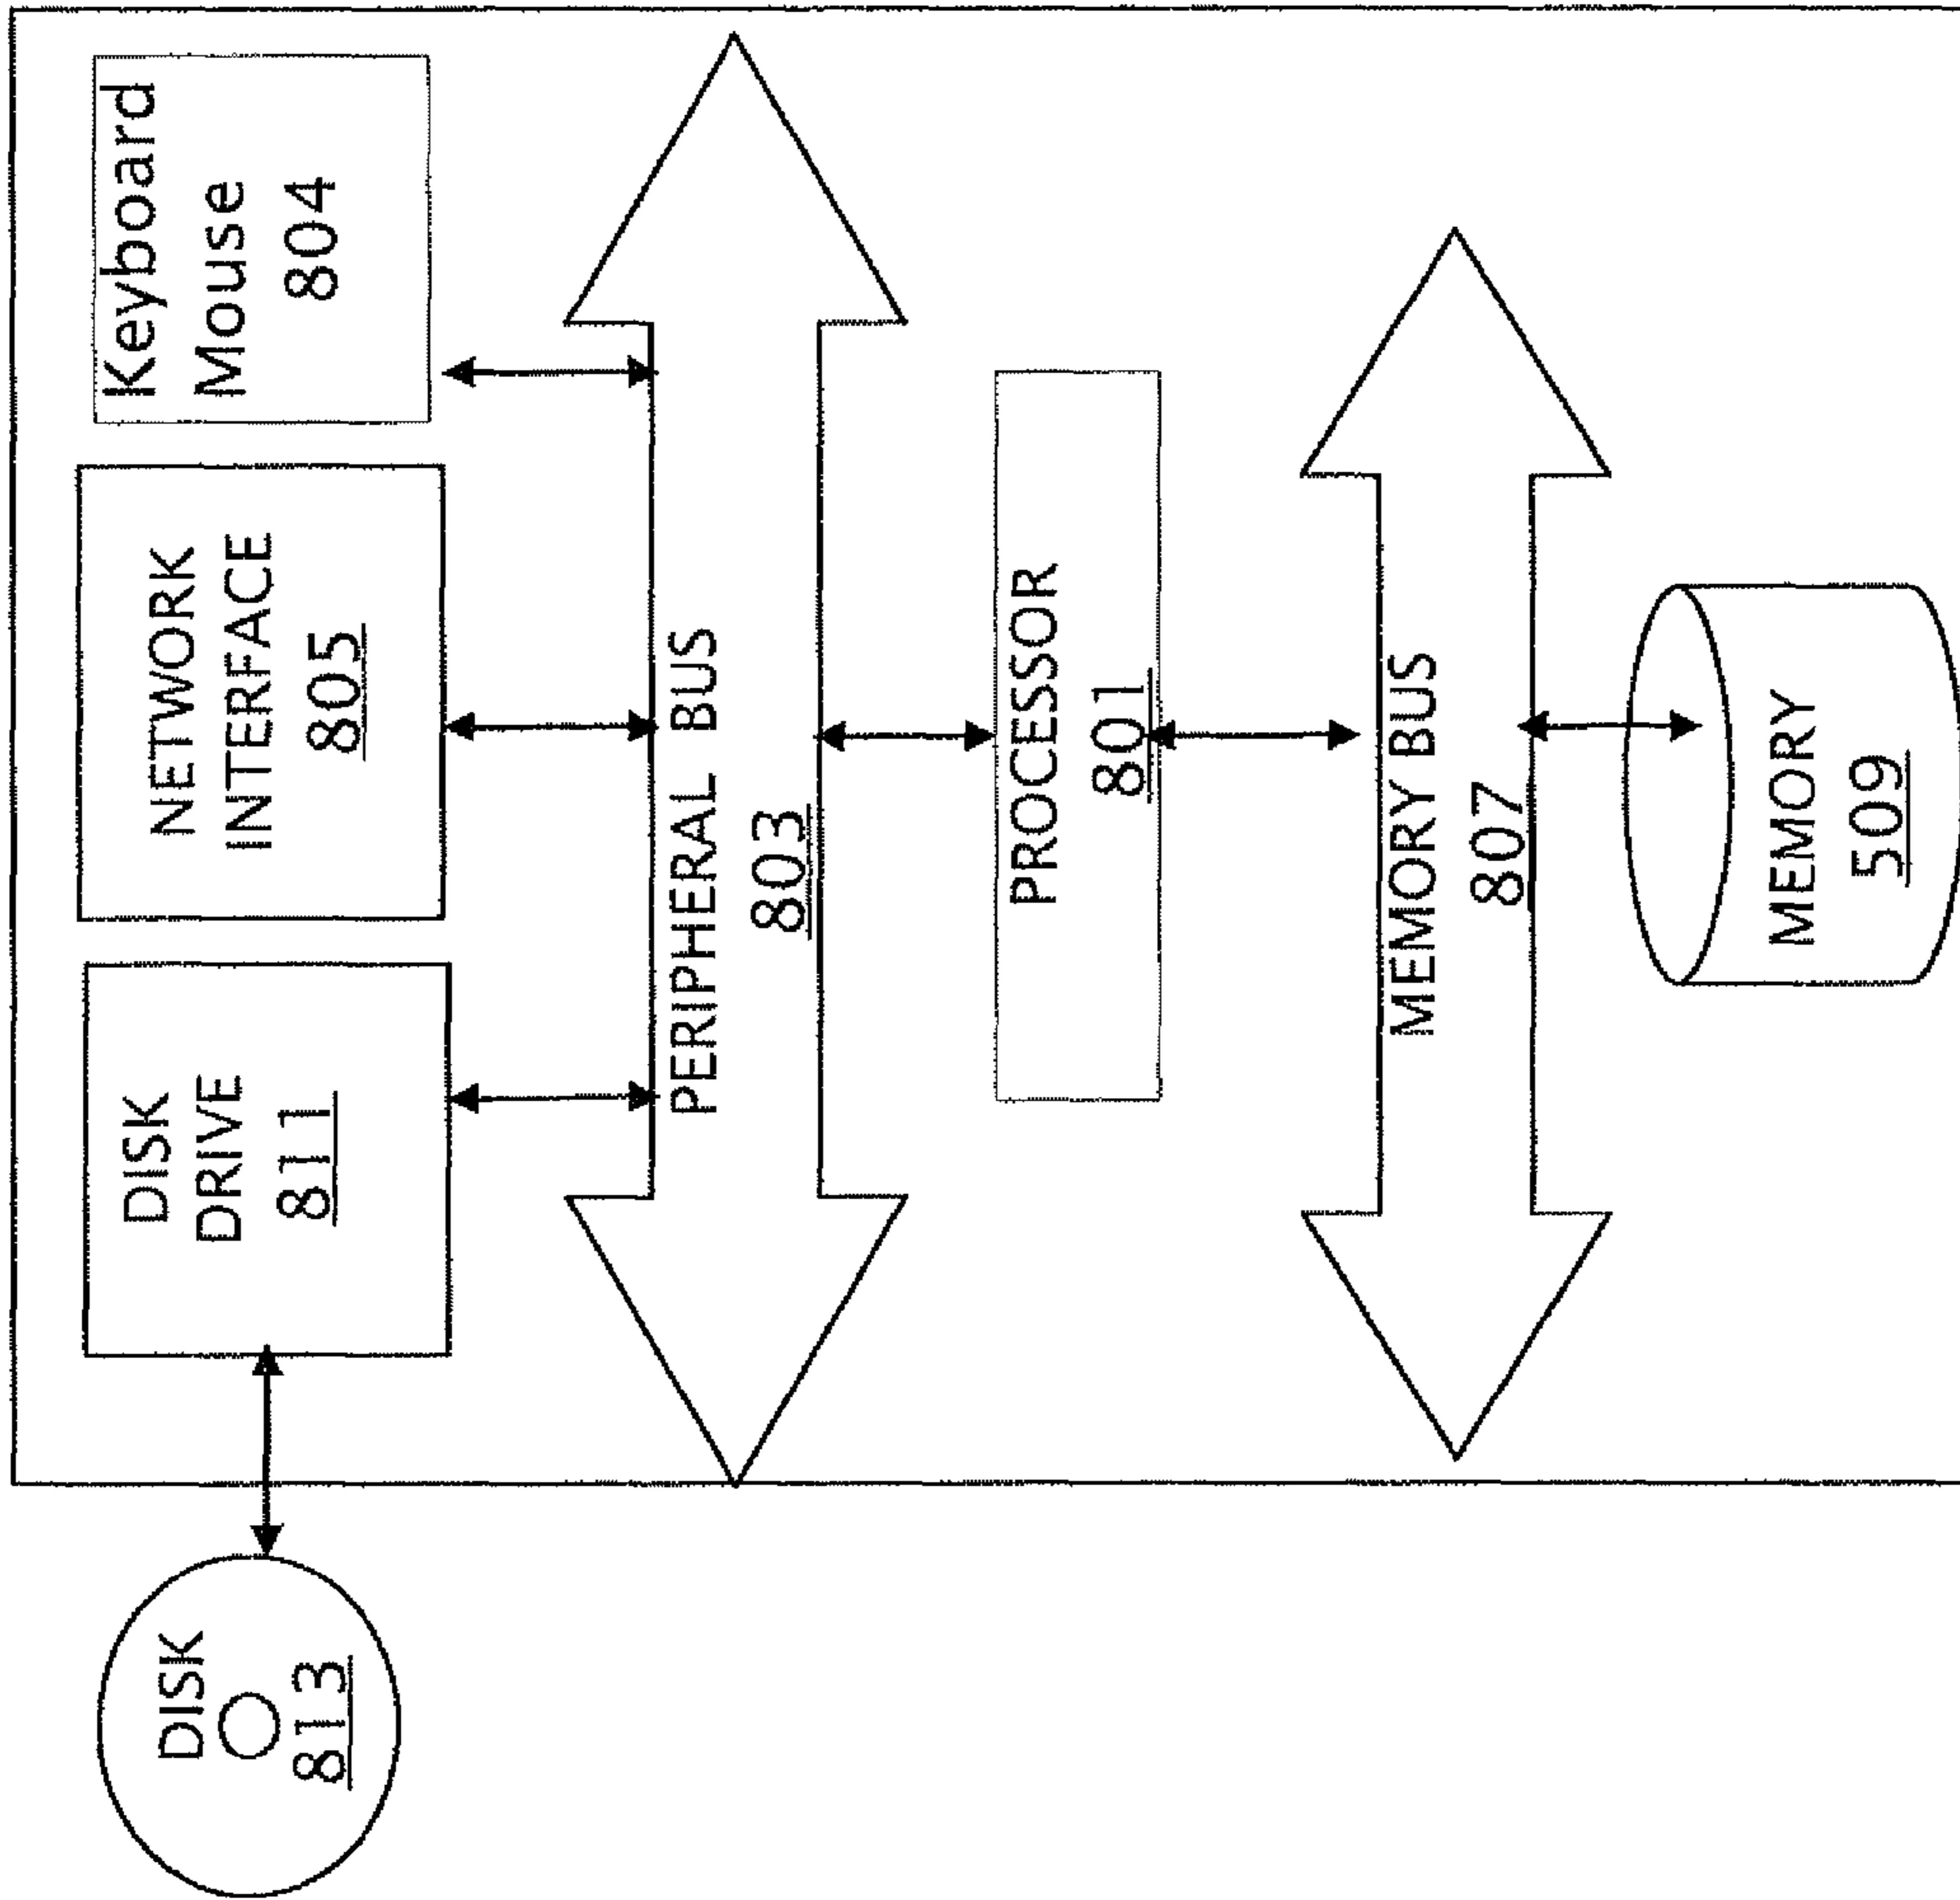 DISK
813
DISK
DRIVE
811
NETWORK
INTERFACE
805
Keyboard
Mouse
804
PERIPHERAL BUS
803
PROCESSOR
801
MEMORY BUS
807
MEMORY
509